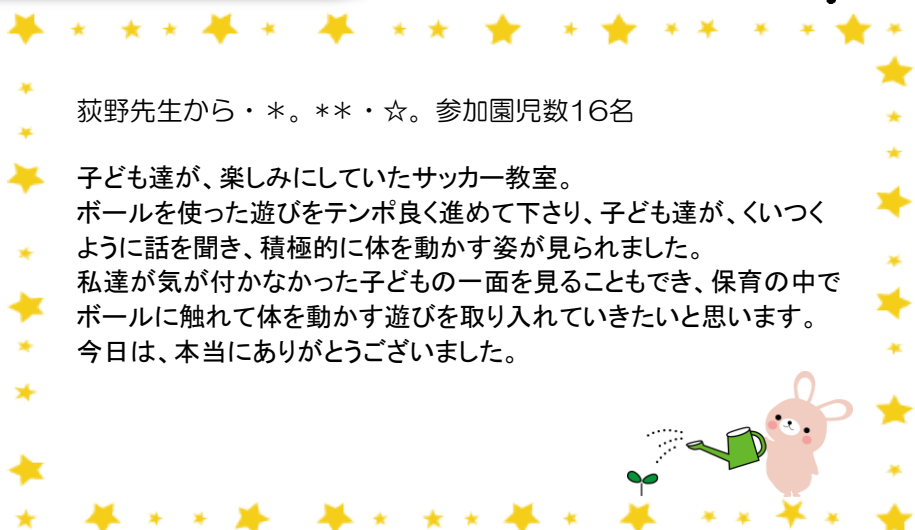 荻野先生から・＊。＊＊・☆。参加園児数16名
子ども達が、楽しみにしていたサッカー教室。
ボールを使った遊びをテンポ良く進めて下さり、子ども達が、くいつく
ように話を聞き、積極的に体を動かす姿が見られました。
私達が気が付かなかった子どもの一面を見ることもでき、保育の中で
ボールに触れて体を動かす遊びを取り入れていきたいと思います。
今日は、本当にありがとうございました。